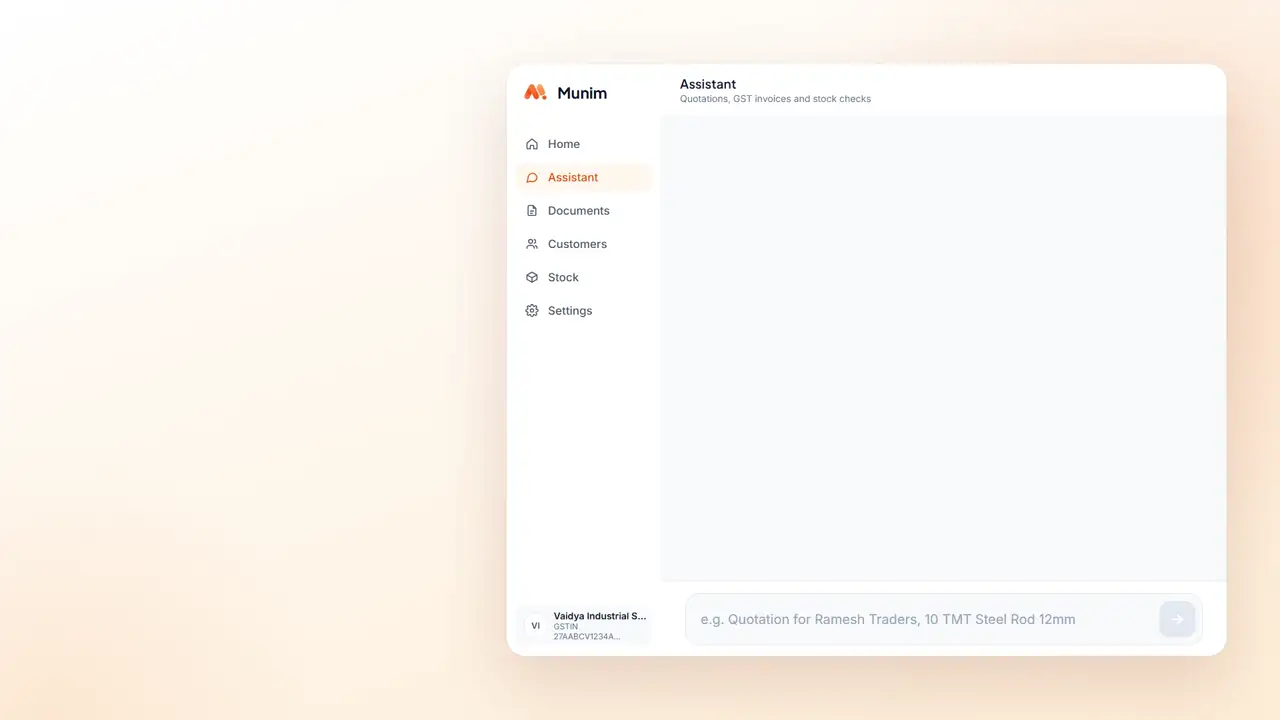 Munim
Home
Assistant
Documents
Customers
Stock
Settings
VI
Vaidya Industrial S...
GSTIN
27AABCV1234A...
Assistant
Quotations, GST invoices and stock checks
e.g. Quotation for Ramesh Traders, 10 TMT Steel Rod 12mm